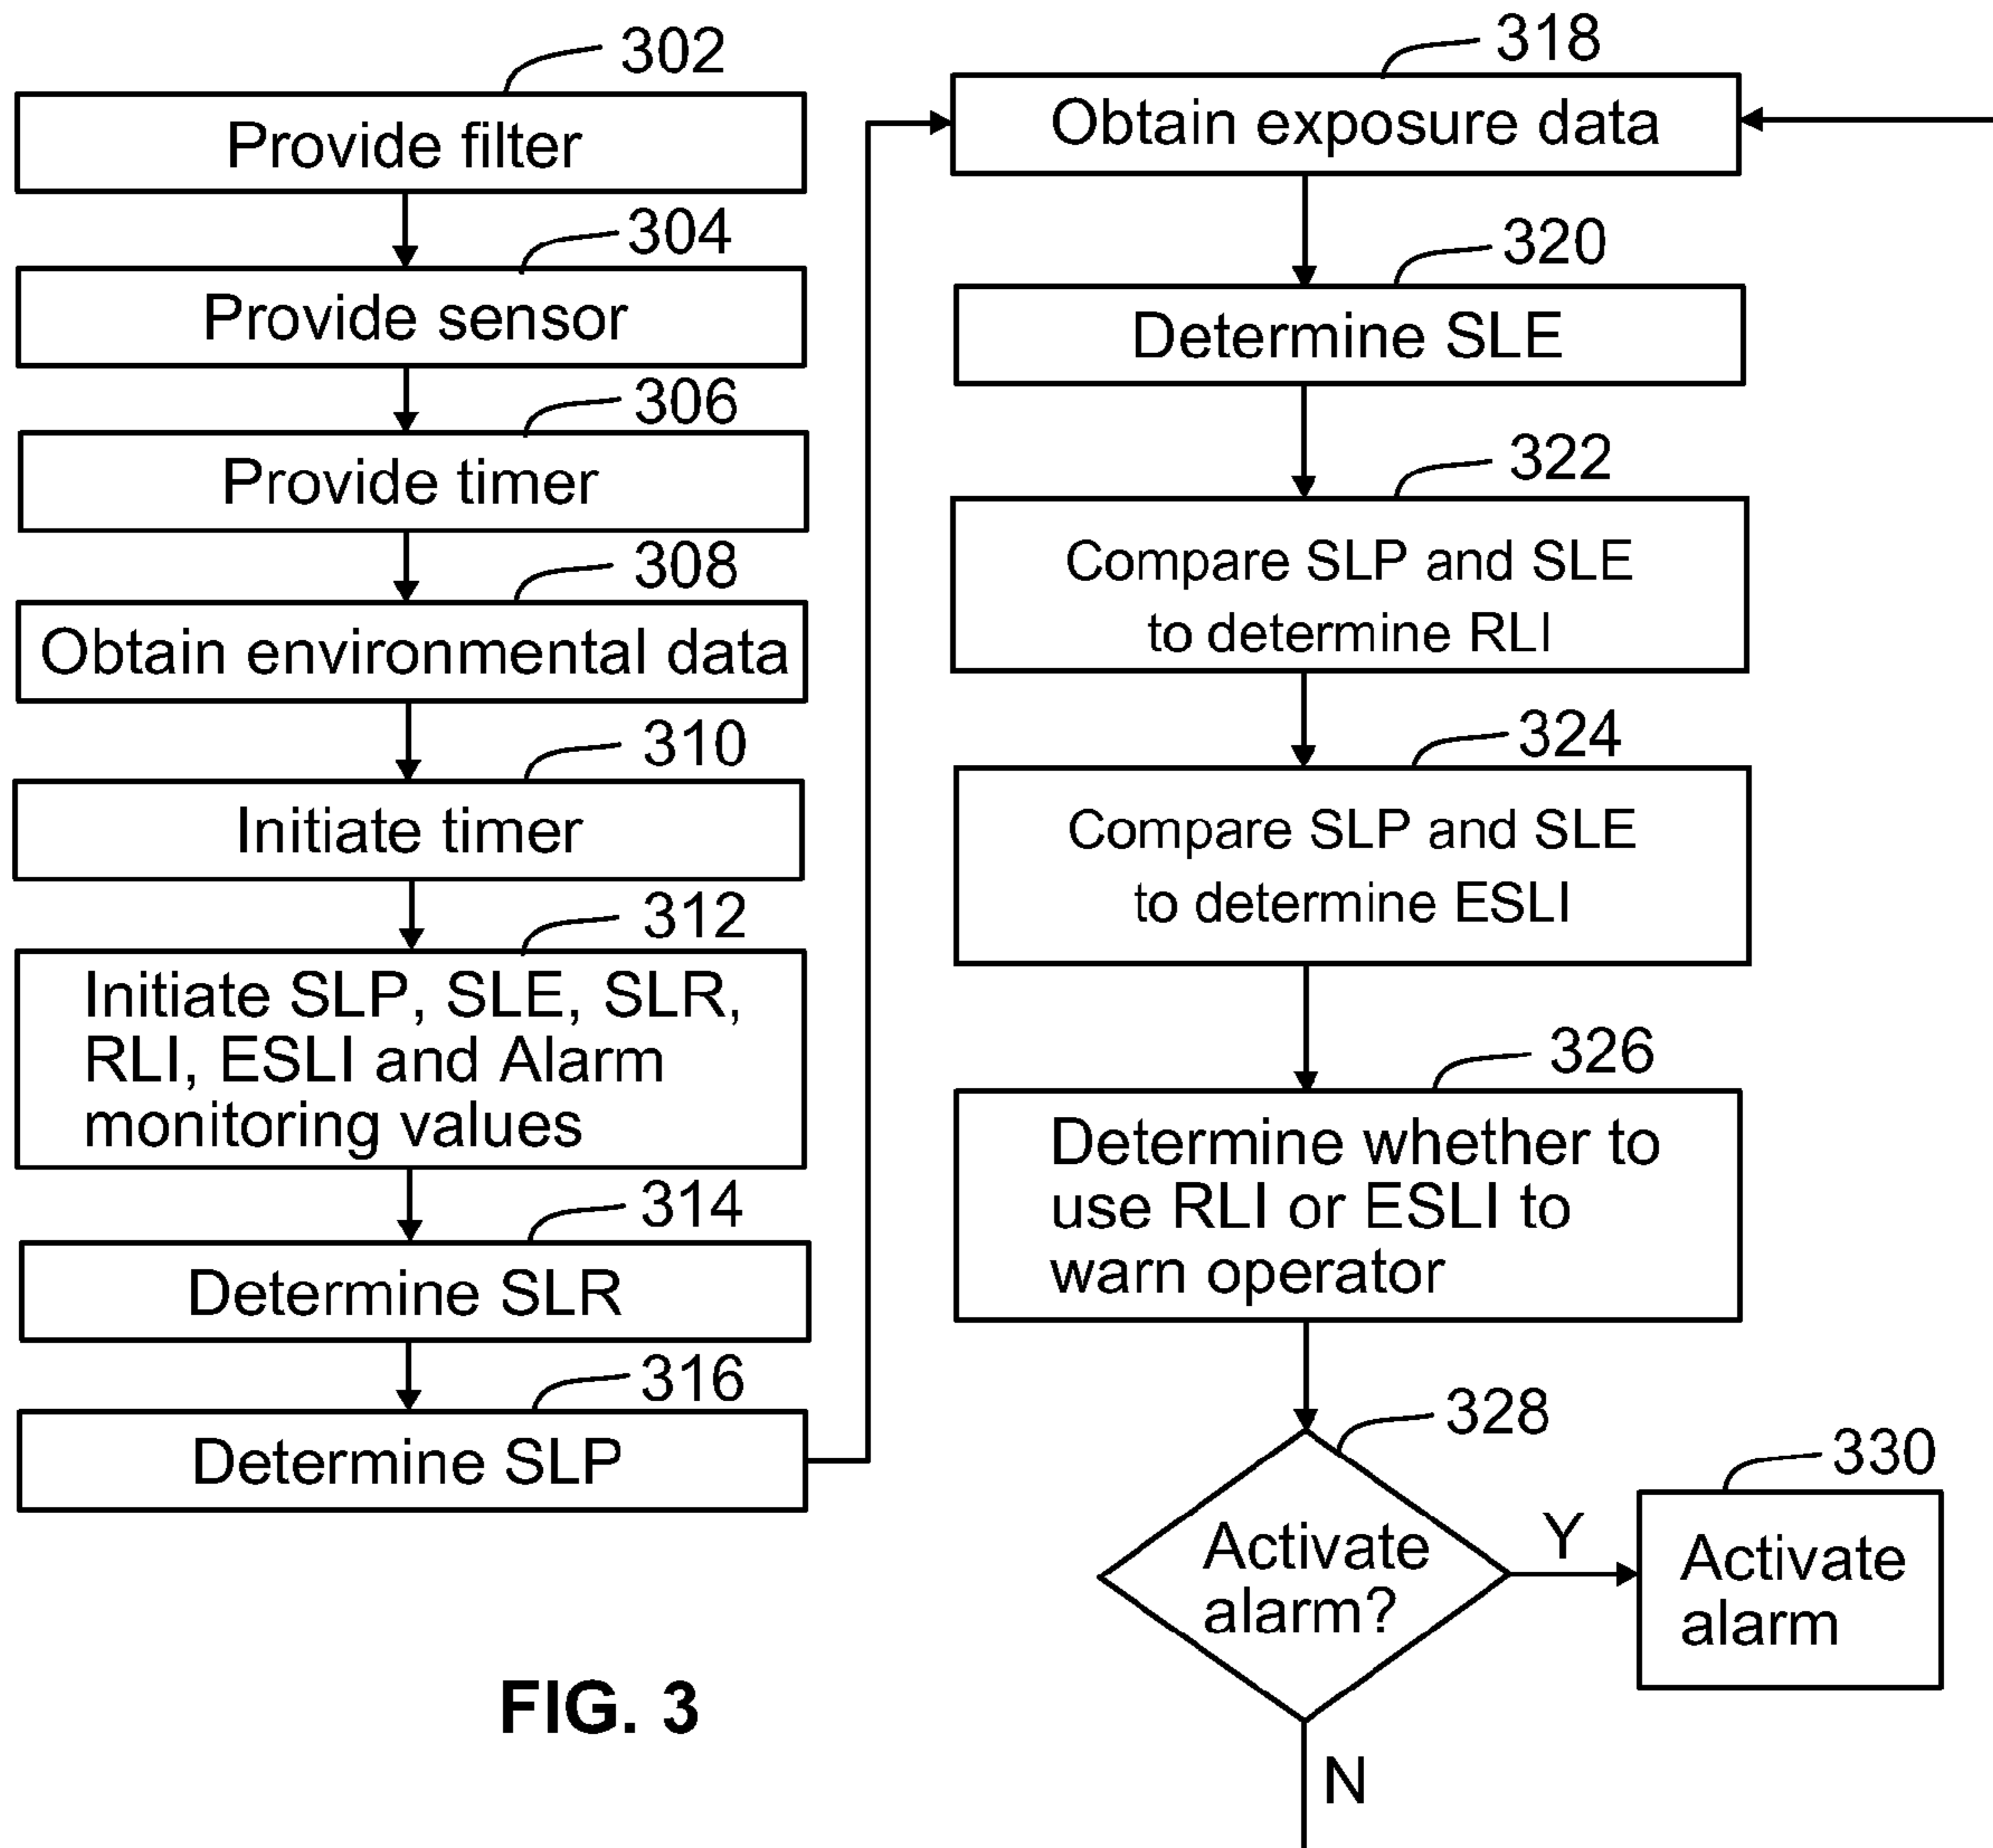 302
Provide filter
304
Provide sensor
306
Provide timer
308
Obtain environmental data
310
Initiate timer
312
Initiate SLP, SLE, SLR,
RLI, ESLI and Alarm
monitoring values
314
Determine SLR
316
Determine SLP
318
Obtain exposure data
320
Determine SLE
322
Compare SLP and SLE
to determine RLI
324
Compare SLP and SLE
to determine ESLI
326
Determine whether to
use RLI or ESLI to
warn operator
328
Activate
alarm?
Y
330
Activate
alarm
N
FIG. 3